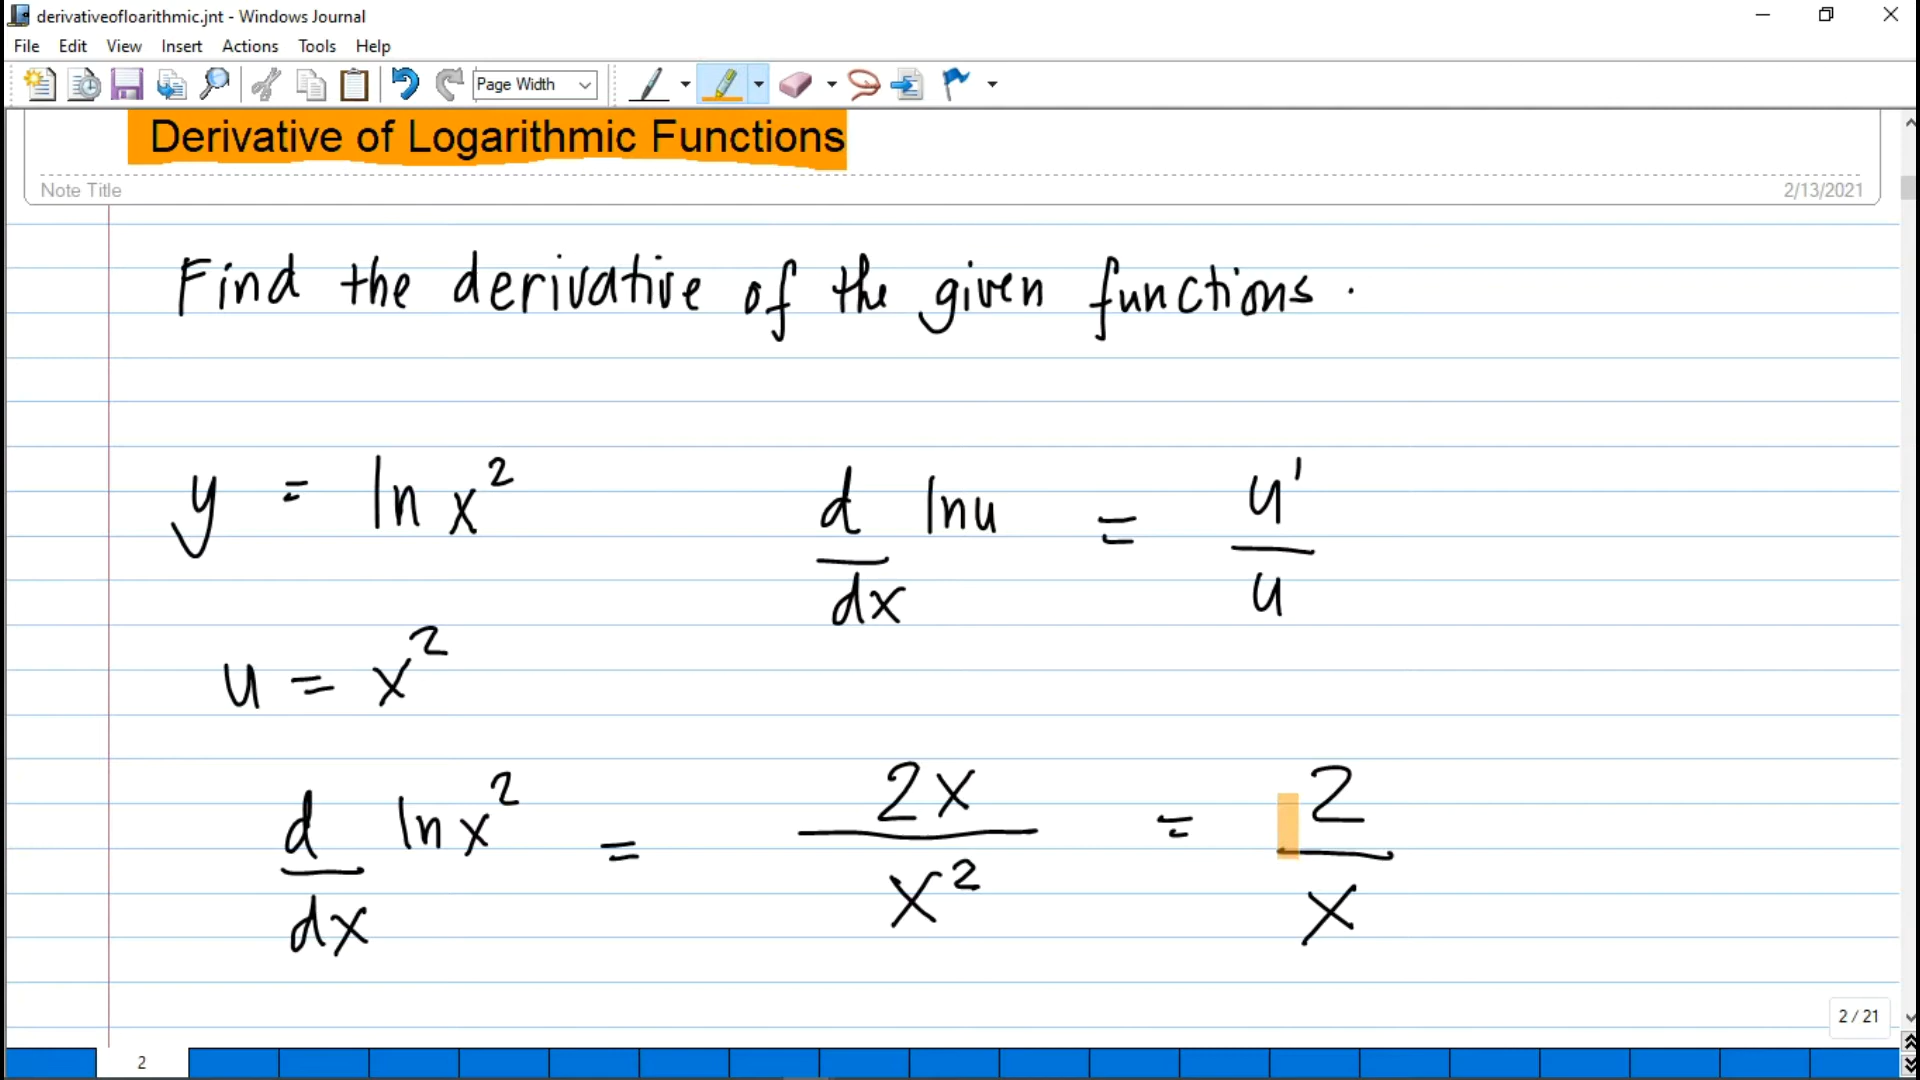 derivativeofloarithmic.jnt - Windows Journal
File Edit View Insert Actions Tools Help
Page Width
Derivative of Logarithmic Functions
Note Title
2/13/2021
Find the derivative of the given functions.
y = ln x²
d/dx ln u = u'/u
u = x²
d/dx ln x² = 2x/x² = 2/x
2 / 21
2